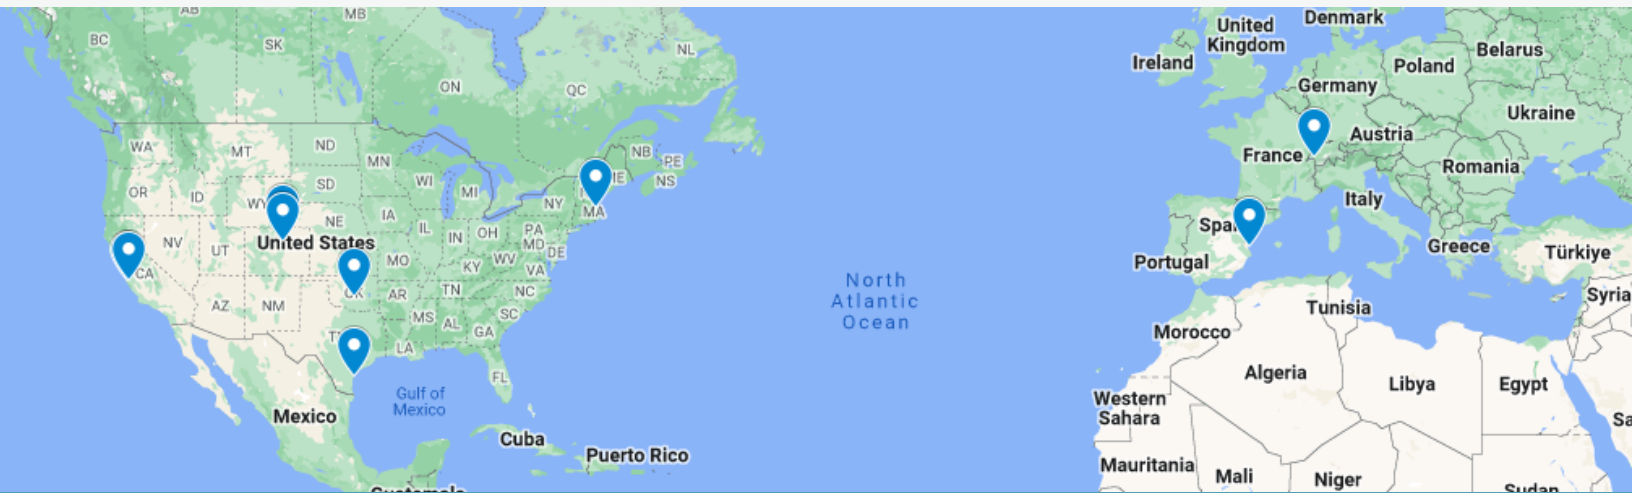 AB
MB
BC
SK
ON
QC
NL
WA
MT
ND
MN
NB
PE
NS
OR
ID
SD
WI
MI
NY
MA
NV
UT
United States
NE
IA
IL
IN
OH
PA
MD
DE
WV
VA
CA
MO
KY
AZ
NM
AR
TN
NC
SC
MS
AL
GA
LA
FL
Gulf of
Mexico
Mexico
Cuba
Puerto Rico
North
Atlantic
Ocean
United
Kingdom
Ireland
Denmark
Belarus
Poland
Germany
Ukraine
Austria
France
Romania
Italy
Portugal
Greece
Türkiye
Tunisia
Morocco
Algeria
Libya
Egypt
Western
Sahara
Mauritania
Mali
Niger
Syria